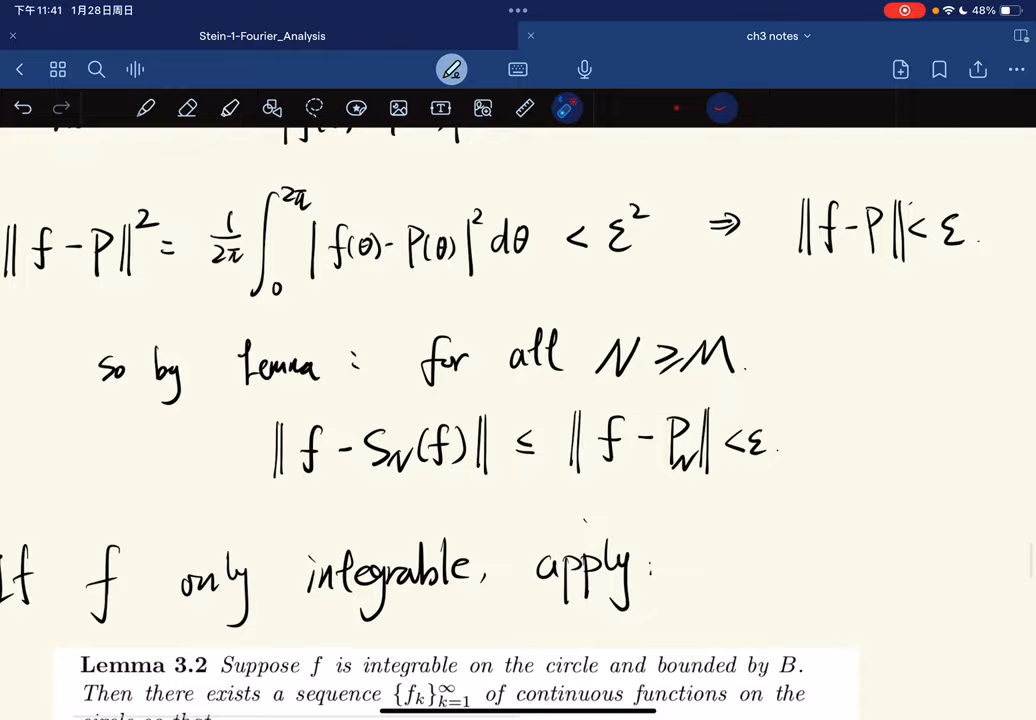 下午11:41 1月28日周日 48%
Stein-1-Fourier_Analysis
ch3 notes
‖f-P‖² = 1/2π ∫₀^2π |f(θ)-P(θ)|² dθ < ε² ⇒ ‖f-P‖<ε.
so by Lemma: for all N≥M.
‖f-S_N(f)‖ ≤ ‖f-P_N‖ <ε.
If f only integrable, apply:
Lemma 3.2 Suppose f is integrable on the circle and bounded by B.
Then there exists a sequence {f_k}_{k=1}^∞ of continuous functions on the
circle so that